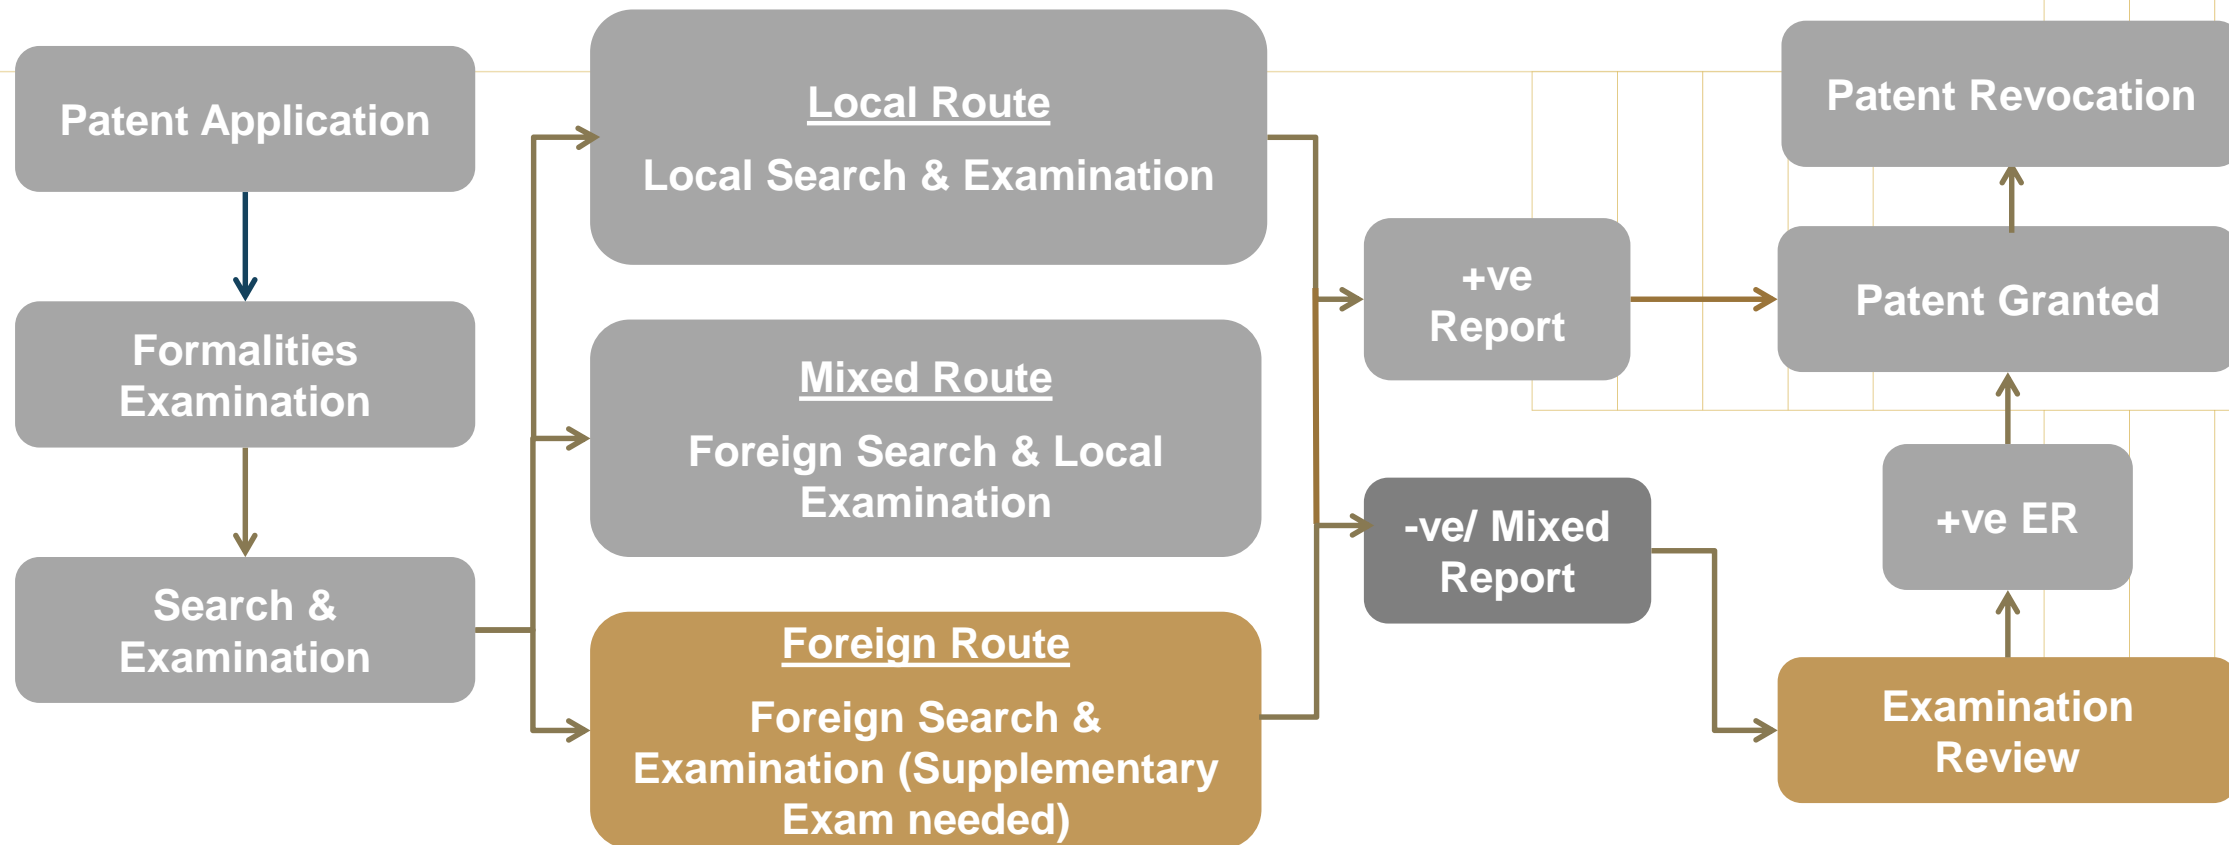 Patent Application
Formalities
Examination
Search &
Examination
Local Route
Local Search & Examination
Mixed Route
Foreign Search & Local
Examination
Foreign Route
Foreign Search &
Examination (Supplementary
Exam needed)
+ve
Report
-ve/ Mixed
Report
Patent Revocation
Patent Granted
+ve ER
Examination
Review